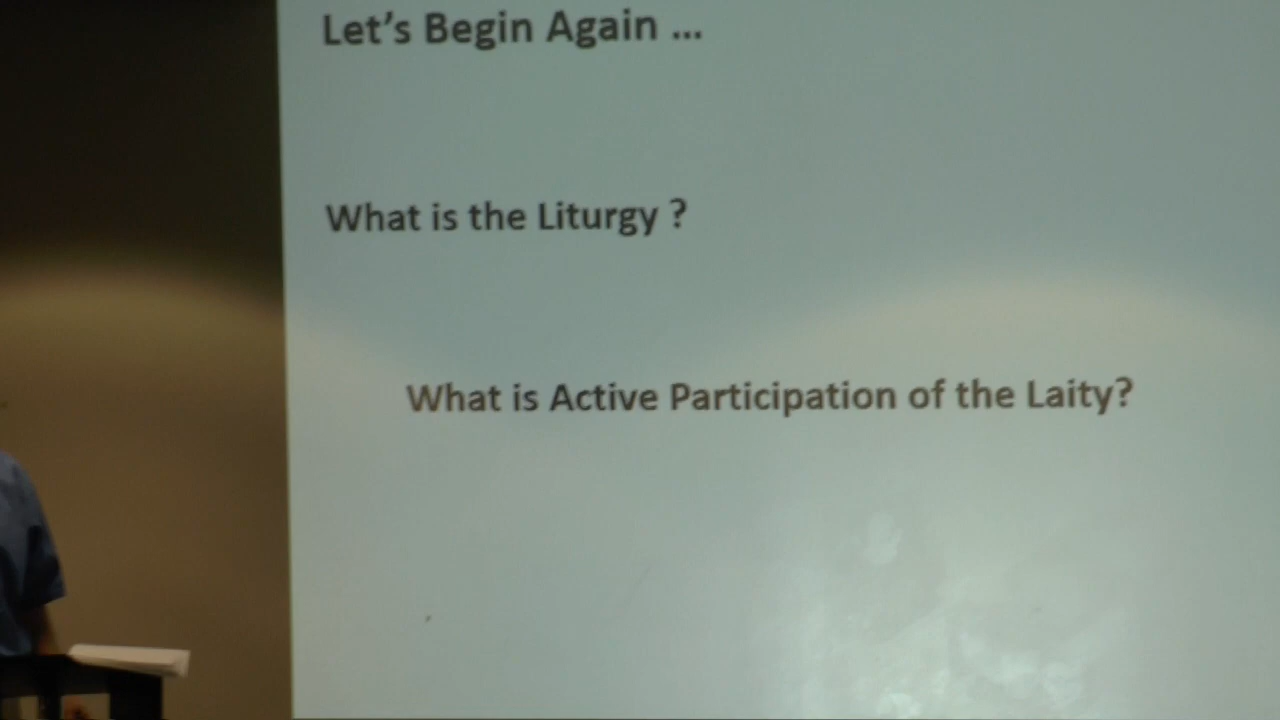 Let's Begin Again ...
What is the Liturgy ?
What is Active Participation of the Laity?